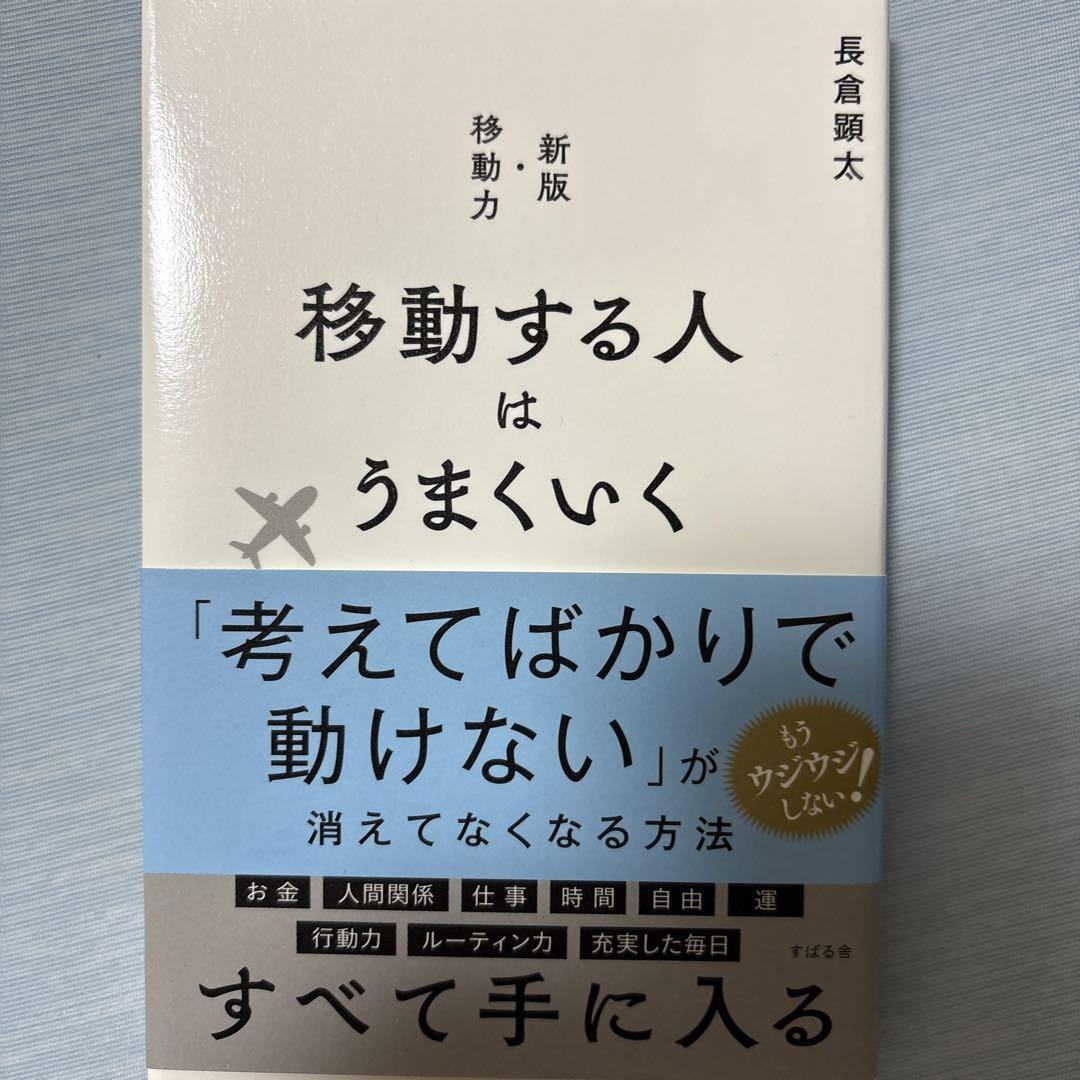 長倉顕太
新版・
移動力
移動する人
は
うまくいく
「考えてばかりで
動けない」が
消えてなくなる方法
もう
ウジウジ
しない!
お金 人間関係 仕事 時間 自由 運
行動力 ルーティン力 充実した毎日
すばる舎
すべて手に入る